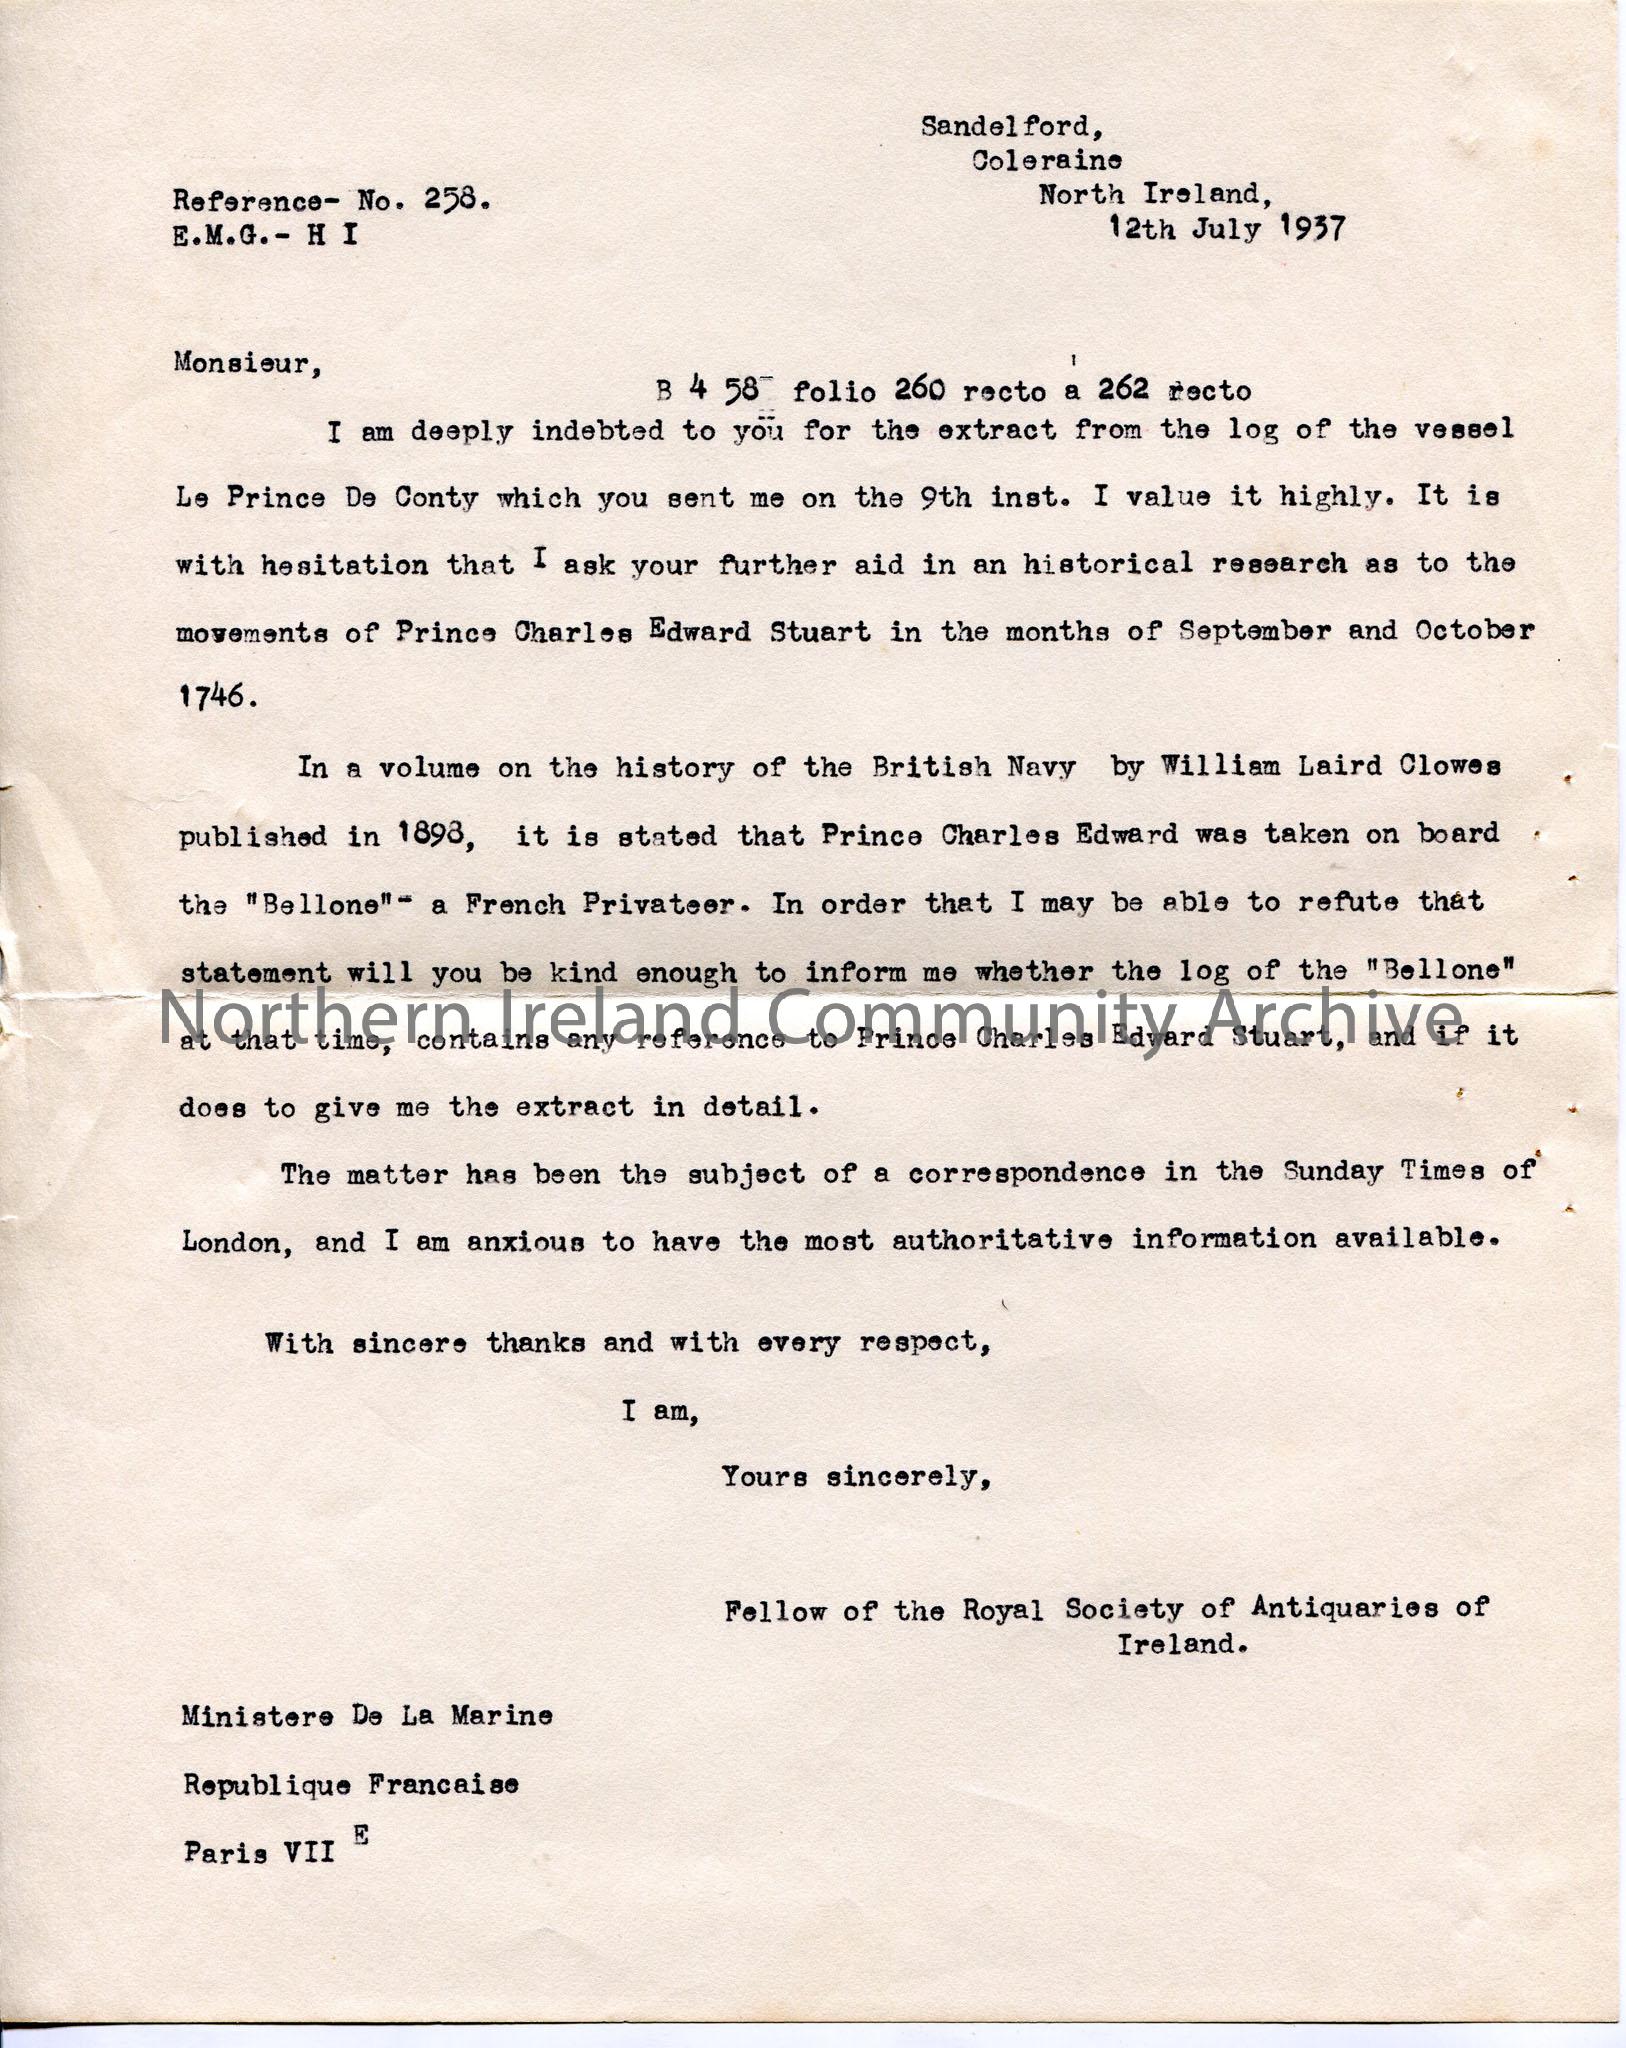 Sandelford,
Coleraine
North Ireland,
12th July 1937
Reference- No. 258.
E.M.G.- H I
Monsieur,
B 4 58 folio 260 recto à 262 recto
I am deeply indebted to you for the extract from the log of the vessel
Le Prince De Conty which you sent me on the 9th inst. I value it highly. It is
with hesitation that I ask your further aid in an historical research as to the
movements of Prince Charles Edward Stuart in the months of September and October
1746.
In a volume on the history of the British Navy by William Laird Clowes
published in 1898, it is stated that Prince Charles Edward was taken on board
the "Bellone"- a French Privateer. In order that I may be able to refute that
statement will you be kind enough to inform me whether the log of the "Bellone"
Northern Ireland Community Archive
at that time, contains any reference to Prince Charles Edward Stuart, and if it
does to give me the extract in detail.
The matter has been the subject of a correspondence in the Sunday Times of
London, and I am anxious to have the most authoritative information available.
With sincere thanks and with every respect,
I am,
Yours sincerely,
Fellow of the Royal Society of Antiquaries of
Ireland.
Ministere De La Marine
Republique Francaise
Paris VII E